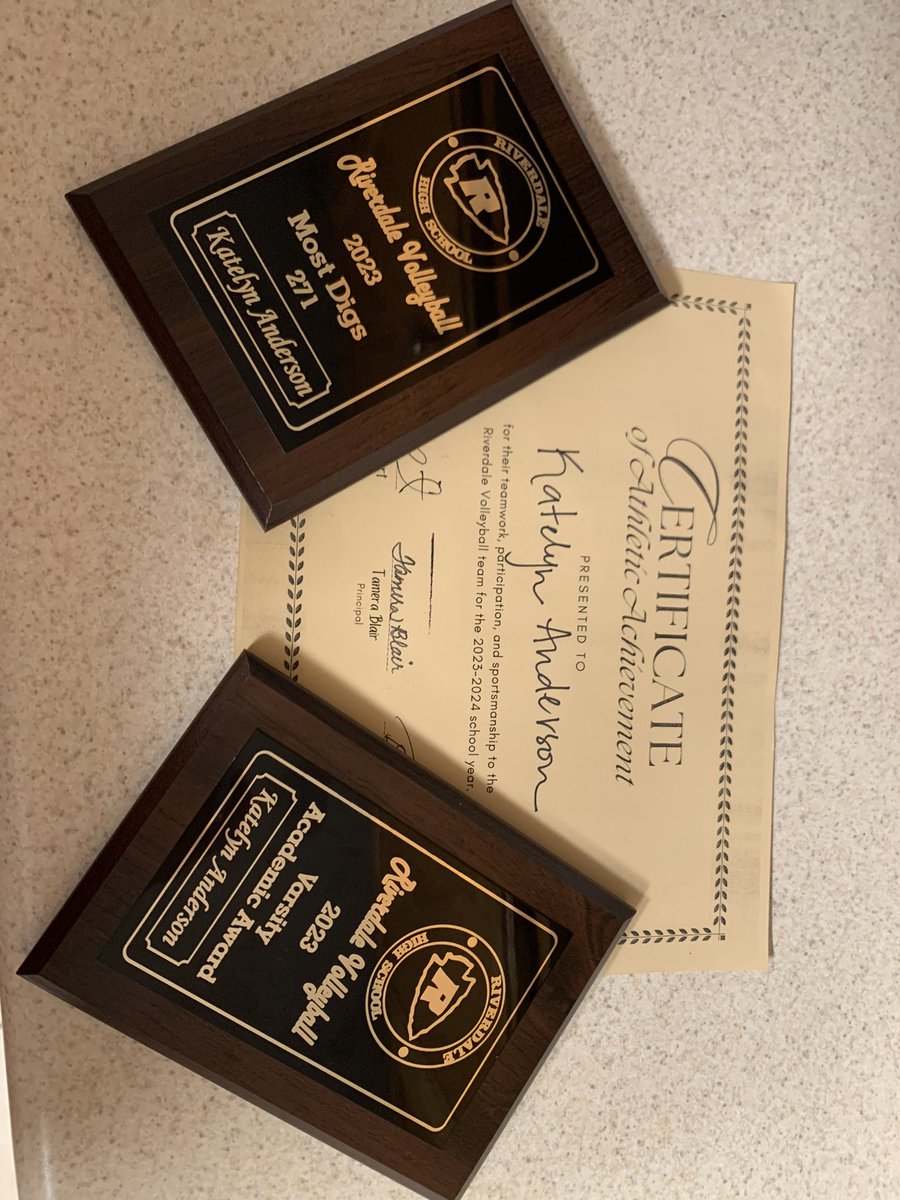 RIVERDALE
HIGH SCHOOL
R
Riverdale Volleyball
2023
Most Digs
271
Katelyn Anderson
CERTIFICATE
of Athletic Achievement
PRESENTED TO
Katelyn Anderson
for their teamwork, participation, and sportsmanship to the
Riverdale Volleyball team for the 2023-2024 school year.
Tamera Blair
Tamera Blair
Principal
RIVERDALE
HIGH SCHOOL
R
Riverdale Volleyball
2023
Varsity
Academic Award
Katelyn Anderson